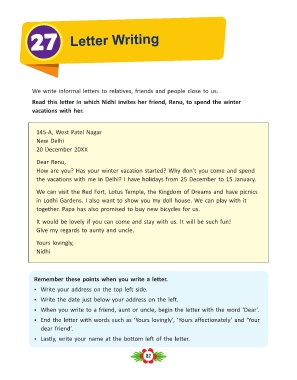 27 Letter Writing
We write informal letters to relatives, friends and people close to us.
Read this letter in which Nidhi invites her friend, Renu, to spend the winter
vacations with her.
145-A, West Patel Nagar
New Delhi
20 December 20XX
Dear Renu,
How are you? Has your winter vacation started? Why don't you come and spend
the vacations with me in Delhi? I have holidays from 25 December to 15 January.
We can visit the Red Fort, Lotus Temple, the Kingdom of Dreams and have picnics
in Lodhi Gardens. I also want to show you my doll house. We can play with it
together. Papa has also promised to buy new bicycles for us.
It would be lovely if you can come and stay with us. It will be such fun!
Give my regards to aunty and uncle.
Yours lovingly,
Nidhi
Remember these points when you write a letter.
• Write your address on the top left side.
• Write the date just below your address on the left.
• When you write to a friend, aunt or uncle, begin the letter with the word 'Dear'.
• End the letter with words such as 'Yours lovingly', 'Yours affectionately' and 'Your
dear friend'.
• Lastly, write your name at the bottom left of the letter.
82